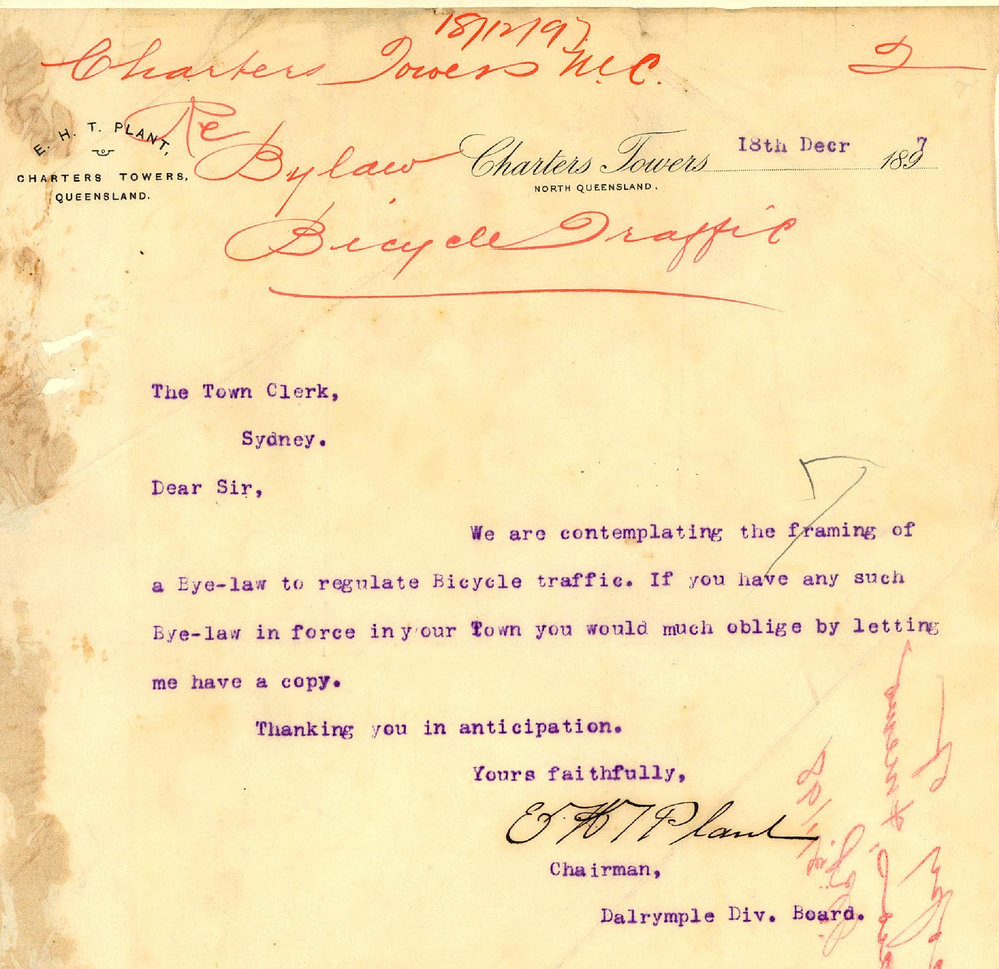 18/12/97
Charters Towers M.C.
Re
Bylaw
Bicycle Traffic
E. H. T. PLANT,
CHARTERS TOWERS,
QUEENSLAND.
Charters Towers 18th Decr 1897
NORTH QUEENSLAND.
The Town Clerk,
Sydney.
Dear Sir,
We are contemplating the framing of
a Bye-law to regulate Bicycle traffic. If you have any such
Bye-law in force in your Town you would much oblige by letting
me have a copy.
Thanking you in anticipation.
Yours faithfully,
E H T Plant
Chairman,
Dalrymple Div. Board.